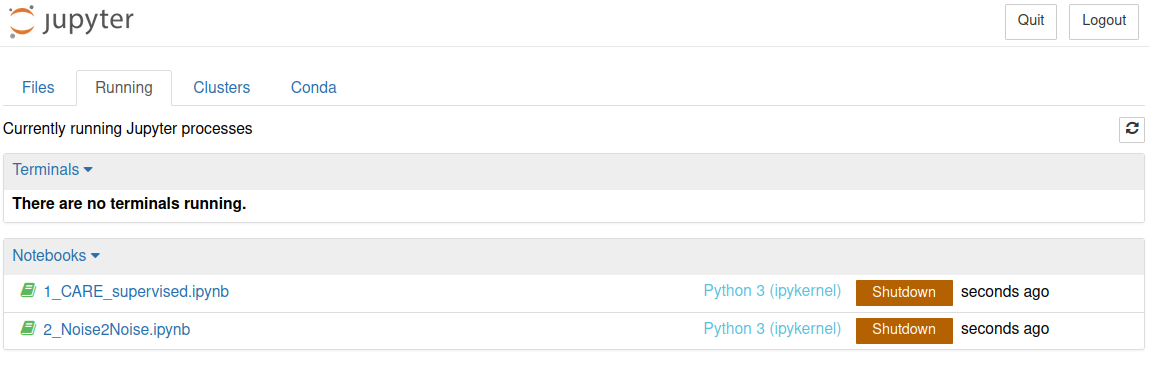 jupyter Quit Logout
Files Running Clusters Conda
Currently running Jupyter processes
Terminals
There are no terminals running.
Notebooks
1_CARE_supervised.ipynb Python 3 (ipykernel) Shutdown seconds ago
2_Noise2Noise.ipynb Python 3 (ipykernel) Shutdown seconds ago